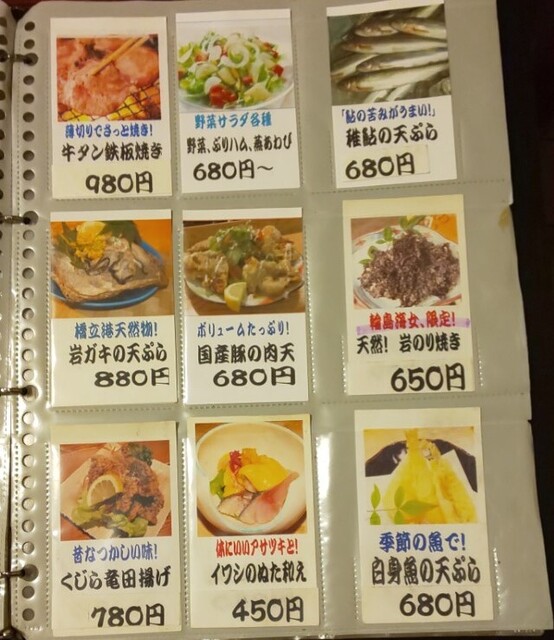 薄切りでさっと焼き!
牛タン鉄板焼き
980円
野菜サラダ各種
野菜、ぶりハム、蒸あわび
680円～
「鮎の苦みがうまい!」
稚鮎の天ぷら
680円
橋立港天然物!
岩ガキの天ぷら
880円
ボリュームたっぷり!
国産豚の肉天
680円
輪島海女、限定!
天然! 岩のり焼き
650円
昔なつかしい味!
くじら竜田揚げ
780円
体にいいアサツキと!
イワシのぬた和え
450円
季節の魚で!
白身魚の天ぷら
680円